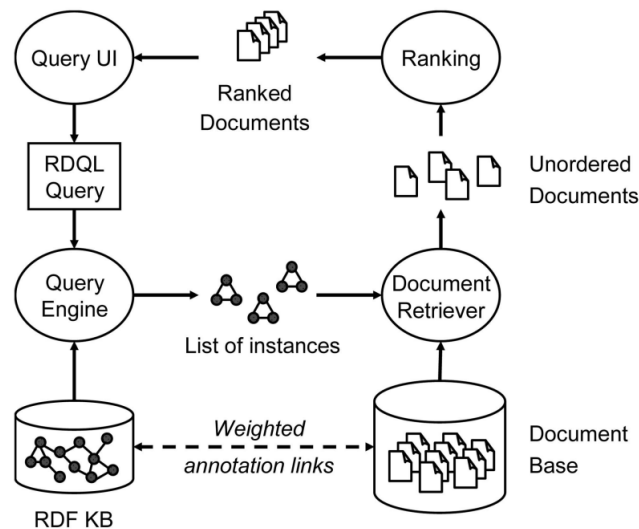 Query UI
Ranked
Documents
Ranking
RDQL
Query
Unordered
Documents
Query
Engine
List of instances
Document
Retriever
Weighted
annotation links
RDF KB
Document
Base